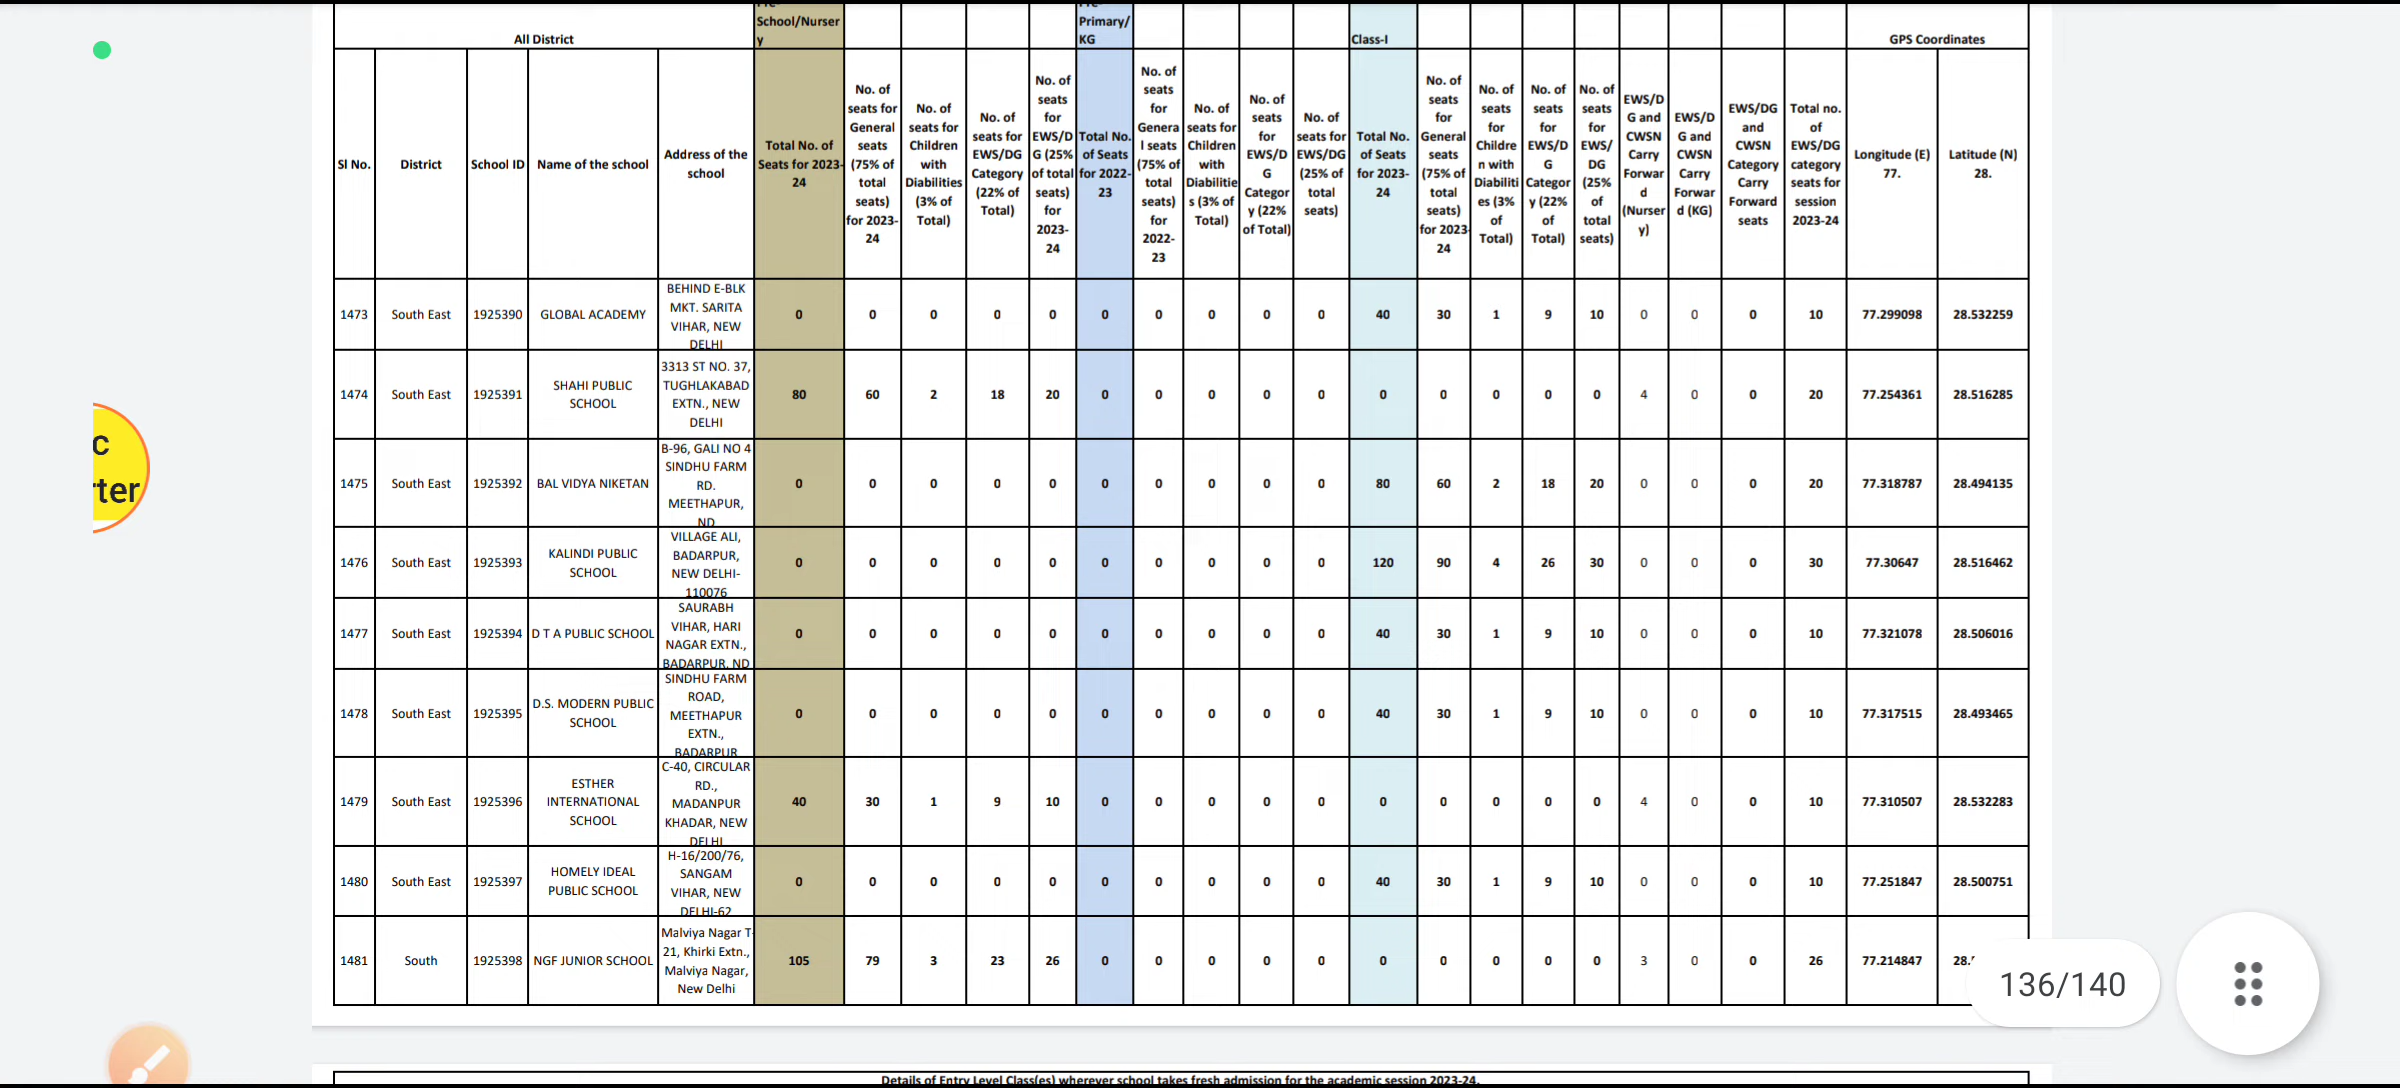 School/Nurser
y
Primary/
KG
All District
Class-I
GPS Coordinates
Sl No.
District
School ID
Name of the school
Address of the
school
Total No. of
Seats for 2023-
24
No. of
seats for
General
seats
(75% of
total
seats)
for 2023-
24
No. of
seats for
Children
with
Diabilities
(3% of
Total)
No. of
seats for
EWS/DG
Category
(22% of
Total)
No. of
seats
for
EWS/D
G (25%
of total
seats)
for
2023-
24
Total No.
of Seats
for 2022-
23
No. of
seats
for
Genera
l seats
(75% of
total
seats)
for
2022-
23
No. of
seats for
Children
with
Diabilitie
s (3% of
Total)
No. of
seats
for
EWS/D
G
Categor
y (22%
of Total)
No. of
seats for
EWS/DG
(25% of
total
seats)
Total No.
of Seats
for 2023-
24
No. of
seats
for
General
seats
(75% of
total
seats)
for 2023-
24
No. of
seats
for
Childre
n with
Diabiliti
es (3%
of
Total)
No. of
seats
for
EWS/D
G
Categor
y (22%
of
Total)
No. of
seats
for
EWS/
DG
(25%
of
total
seats)
EWS/D
G and
CWSN
Carry
Forwar
d
(Nurser
y)
EWS/D
G and
CWSN
Carry
Forwar
d (KG)
EWS/DG
and
CWSN
Category
Carry
Forward
seats
Total no.
of
EWS/DG
category
seats for
session
2023-24
Longitude (E)
77.
Latitude (N)
28.
1473 South East 1925390 GLOBAL ACADEMY
BEHIND E-BLK
MKT. SARITA
VIHAR, NEW
DELHI
0 0 0 0 0 0 0 0 0 0 40 30 1 9 10 0 0 0 10 77.299098 28.532259
1474 South East 1925391
SHAHI PUBLIC
SCHOOL
3313 ST NO. 37,
TUGHLAKABAD
EXTN., NEW
DELHI
80 60 2 18 20 0 0 0 0 0 0 0 0 0 0 4 0 0 20 77.254361 28.516285
1475 South East 1925392 BAL VIDYA NIKETAN
B-96, GALI NO 4
SINDHU FARM
RD.
MEETHAPUR,
ND
0 0 0 0 0 0 0 0 0 0 80 60 2 18 20 0 0 0 20 77.318787 28.494135
1476 South East 1925393
KALINDI PUBLIC
SCHOOL
VILLAGE ALI,
BADARPUR,
NEW DELHI-
110076
0 0 0 0 0 0 0 0 0 0 120 90 4 26 30 0 0 0 30 77.30647 28.516462
1477 South East 1925394 D T A PUBLIC SCHOOL
SAURABH
VIHAR, HARI
NAGAR EXTN.,
BADARPUR, ND
0 0 0 0 0 0 0 0 0 0 40 30 1 9 10 0 0 0 10 77.321078 28.506016
1478 South East 1925395
D.S. MODERN PUBLIC
SCHOOL
SINDHU FARM
ROAD,
MEETHAPUR
EXTN.,
BADARPUR
0 0 0 0 0 0 0 0 0 0 40 30 1 9 10 0 0 0 10 77.317515 28.493465
1479 South East 1925396
ESTHER
INTERNATIONAL
SCHOOL
C-40, CIRCULAR
RD.,
MADANPUR
KHADAR, NEW
DELHI
40 30 1 9 10 0 0 0 0 0 0 0 0 0 0 4 0 0 10 77.310507 28.532283
1480 South East 1925397
HOMELY IDEAL
PUBLIC SCHOOL
H-16/200/76,
SANGAM
VIHAR, NEW
DELHI-62
0 0 0 0 0 0 0 0 0 0 40 30 1 9 10 0 0 0 10 77.251847 28.500751
1481 South 1925398 NGF JUNIOR SCHOOL
Malviya Nagar T-
21, Khirki Extn.,
Malviya Nagar,
New Delhi
105 79 3 23 26 0 0 0 0 0 0 0 0 0 0 3 0 0 26 77.214847 28.
136/140
Details of Entry Level Class(es) wherever school takes fresh admission for the academic session 2023-24.
c
ter